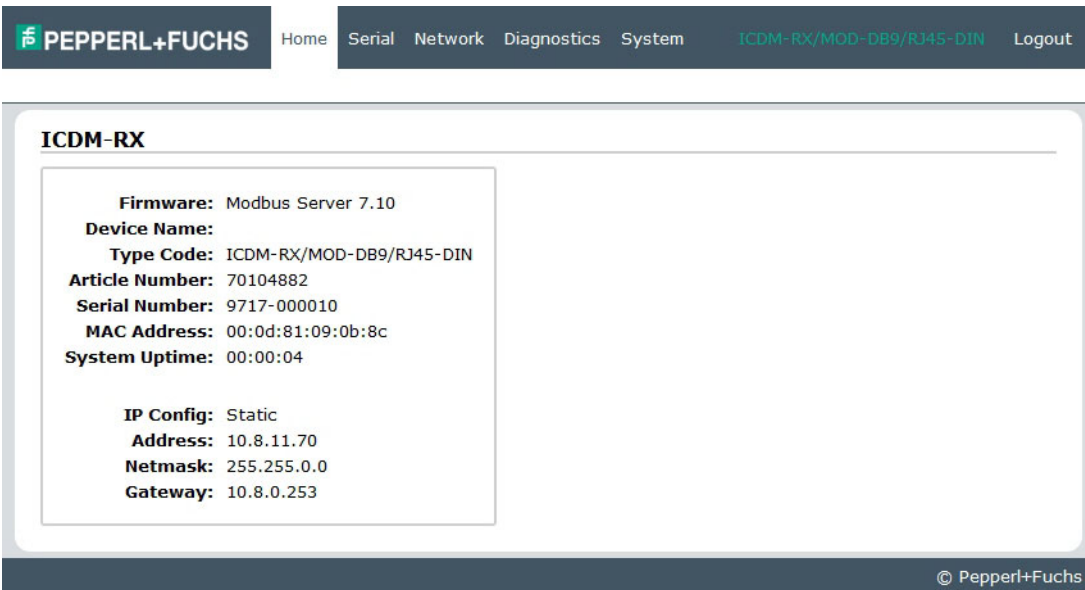 PEPPERL+FUCHS Home Serial Network Diagnostics System ICDM-RX/MOD-DB9/RJ45-DIN Logout
ICDM-RX
Firmware: Modbus Server 7.10
Device Name:
Type Code: ICDM-RX/MOD-DB9/RJ45-DIN
Article Number: 70104882
Serial Number: 9717-000010
MAC Address: 00:0d:81:09:0b:8c
System Uptime: 00:00:04
IP Config: Static
Address: 10.8.11.70
Netmask: 255.255.0.0
Gateway: 10.8.0.253
© Pepperl+Fuchs